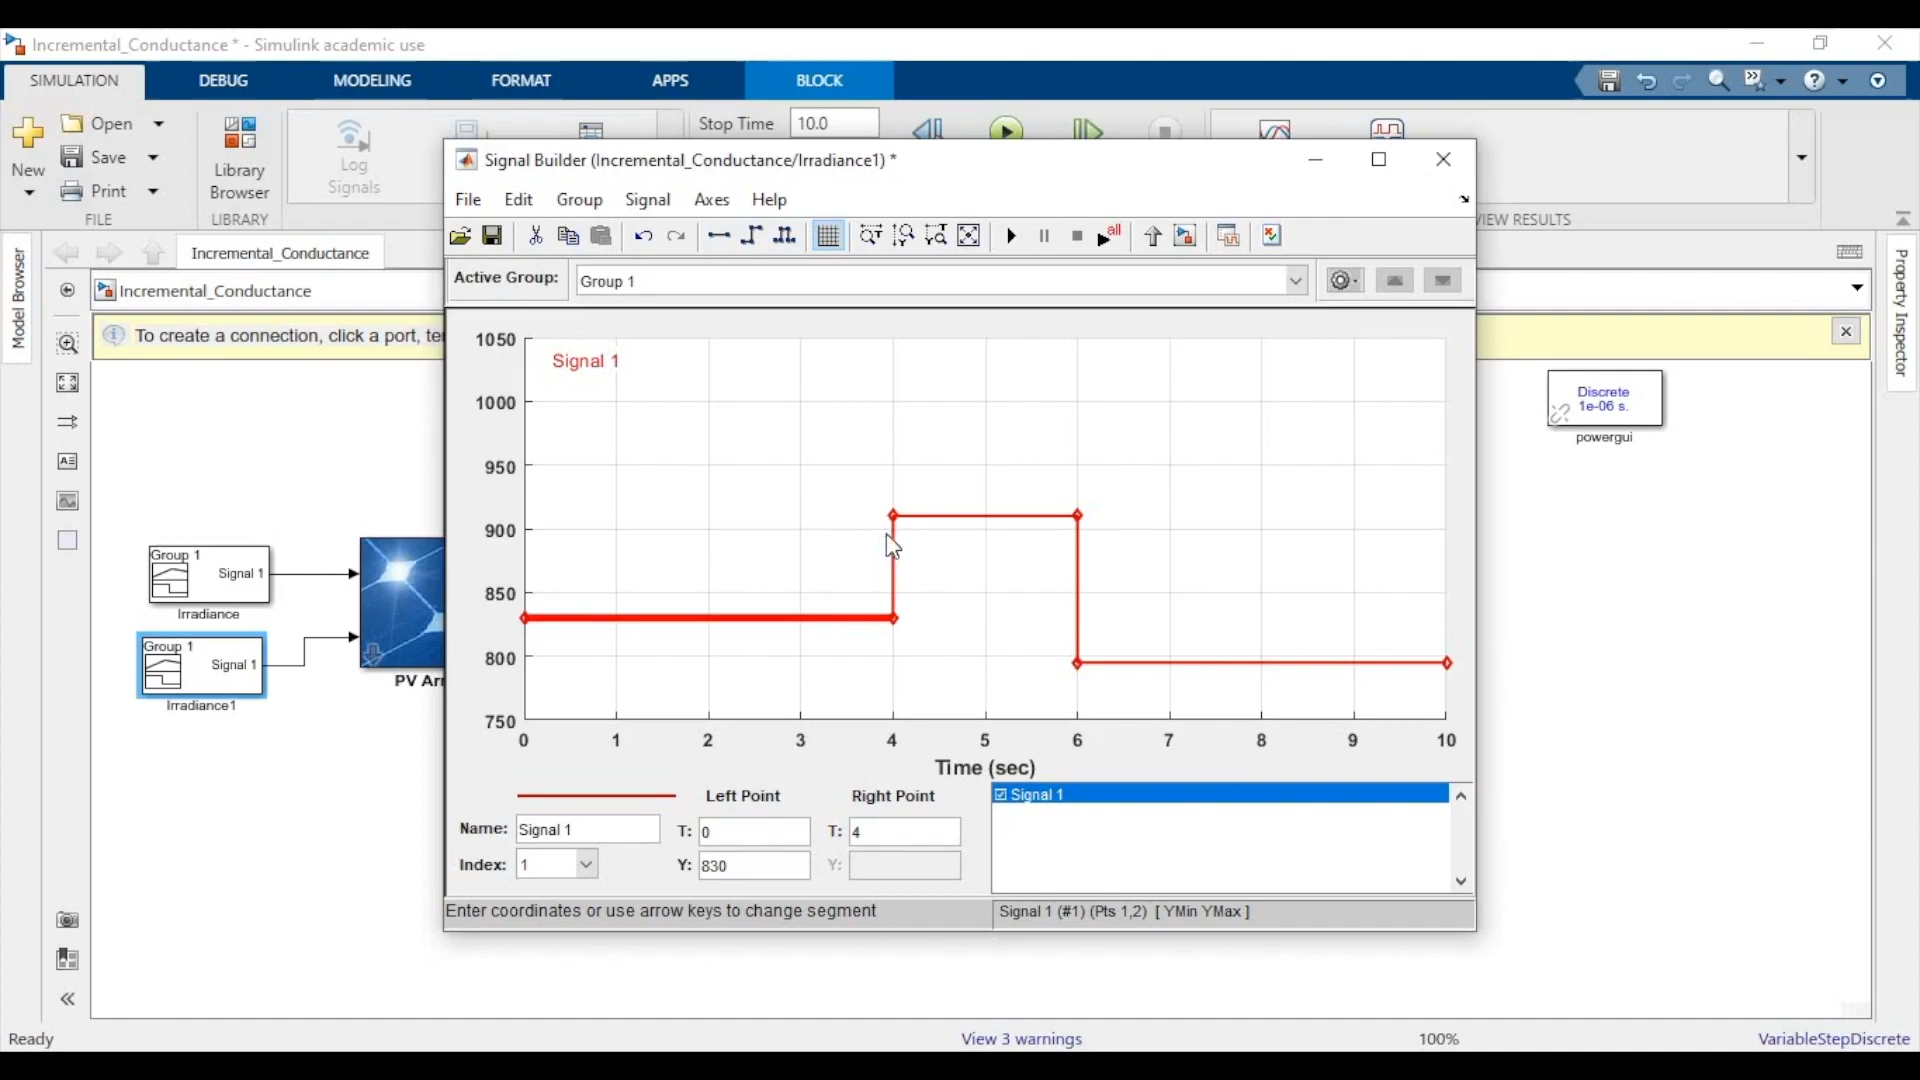 Incremental_Conductance * - Simulink academic use
SIMULATION
DEBUG
MODELING
FORMAT
APPS
BLOCK
New
Open
Save
Print
FILE
Library
Browser
LIBRARY
Log
Signals
Stop Time
10.0
VIEW RESULTS
Model Browser
Property Inspector
Incremental_Conductance
Incremental_Conductance
To create a connection, click a port, te
Signal Builder (Incremental_Conductance/Irradiance1) *
File
Edit
Group
Signal
Axes
Help
all
Active Group:
Group 1
1050
1000
950
900
850
800
750
Signal 1
0
1
2
3
4
5
6
7
8
9
10
Time (sec)
Left Point
Right Point
Name:
Signal 1
T:
0
T:
4
Index:
1
Y:
830
Y:
Signal 1
Enter coordinates or use arrow keys to change segment
Signal 1 (#1) (Pts 1,2) [ YMin YMax ]
Group 1
Signal 1
Irradiance
Group 1
Signal 1
Irradiance1
PV Arr
Discrete
1e-06 s.
powergui
Ready
View 3 warnings
100%
VariableStepDiscrete